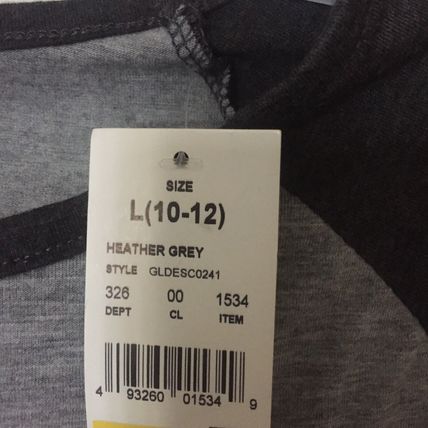 SIZE
L(10-12)
HEATHER GREY
STYLE GLDESC0241
326 00 1534
DEPT CL ITEM
4 93260 01534 9